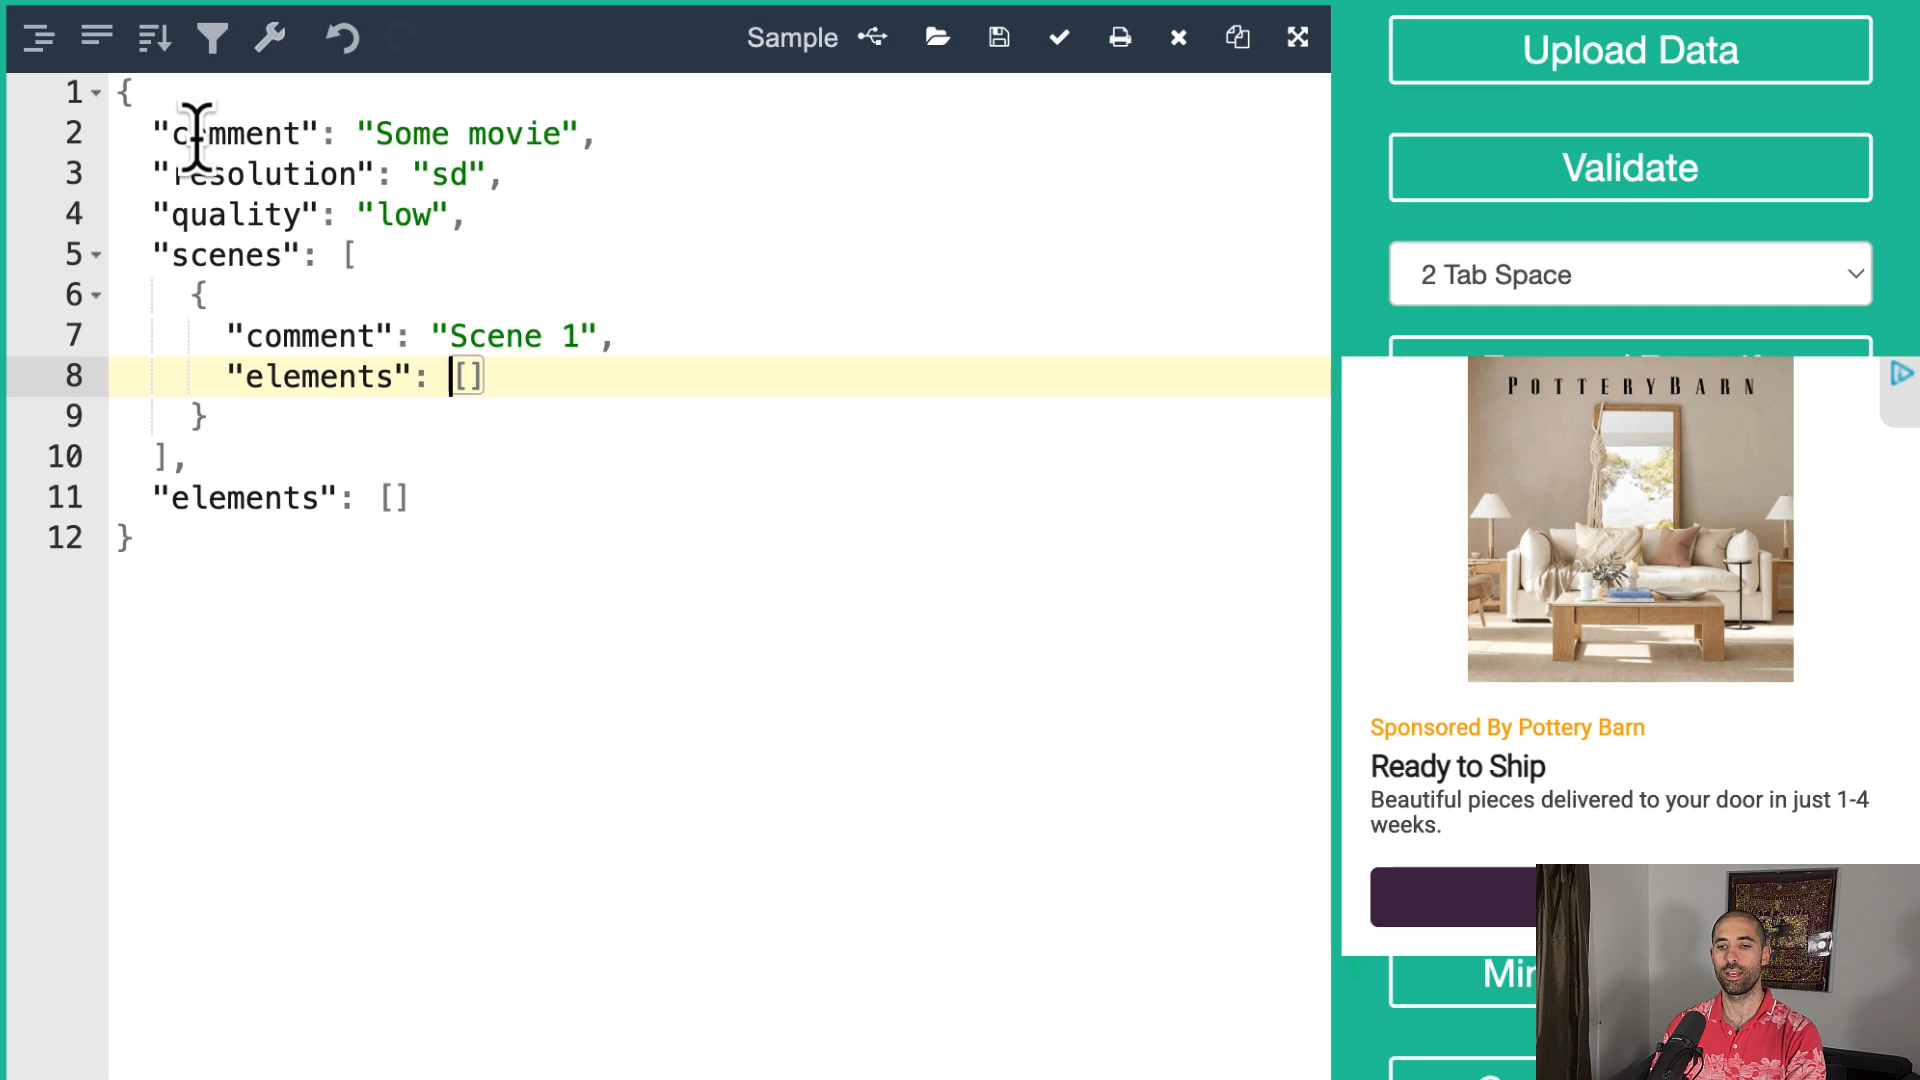 Sample
1 {
2 "comment": "Some movie",
3 "resolution": "sd",
4 "quality": "low",
5 "scenes": [
6 {
7 "comment": "Scene 1",
8 "elements": []
9 }
10 ],
11 "elements": []
12 }
Upload Data
Validate
2 Tab Space
POTTERYBARN
Sponsored By Pottery Barn
Ready to Ship
Beautiful pieces delivered to your door in just 1-4
weeks.